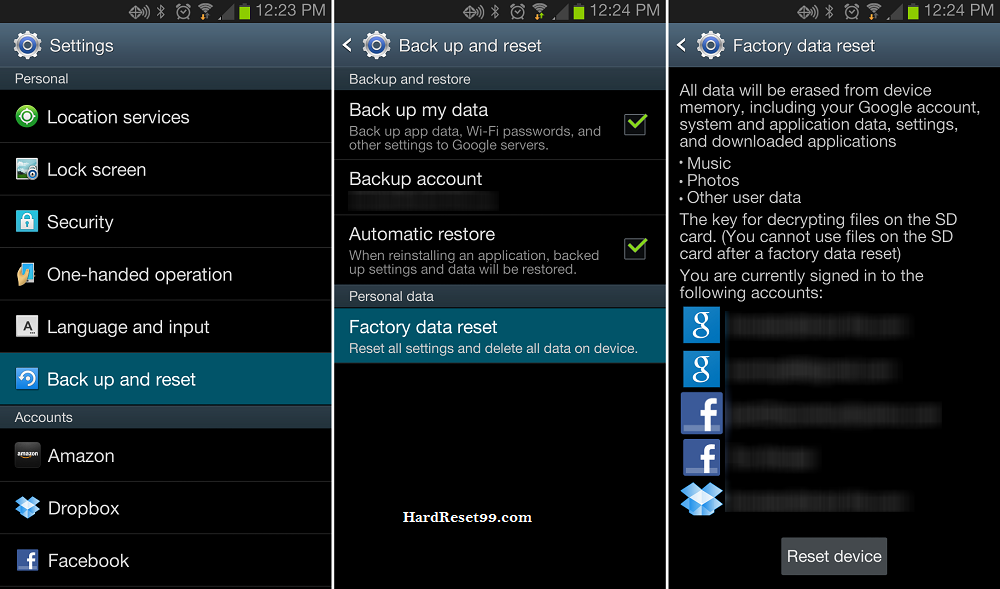 12:23 PM
Settings
Personal
Location services
Lock screen
Security
One-handed operation
A
Language and input
Back up and reset
Accounts
amazon
Amazon
Dropbox
f
Facebook
12:24 PM
Back up and reset
Backup and restore
Back up my data
Back up app data, Wi-Fi passwords, and
other settings to Google servers.
Backup account
Automatic restore
When reinstalling an application, backed
up settings and data will be restored.
Personal data
Factory data reset
Reset all settings and delete all data on device.
HardReset99.com
12:24 PM
Factory data reset
All data will be erased from device
memory, including your Google account,
system and application data, settings,
and downloaded applications
• Music
• Photos
• Other user data
The key for decrypting files on the SD
card. (You cannot use files on the SD
card after a factory data reset)
You are currently signed in to the
following accounts:
g
g
f
f
Reset device